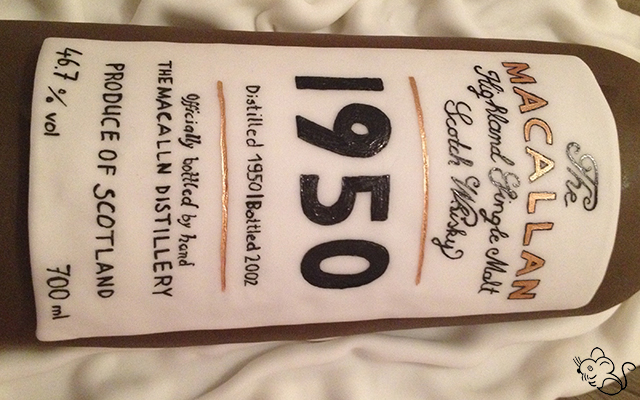 The
MACALLAN
Highland Shingle Malt
Scotch Whisky
1950
Distilled 1950 | Bottled 2002
Officially bottled by hand
THE MACALLN DISTILLERY
PRODUCE OF SCOTLAND
46.7 % vol 700 ml